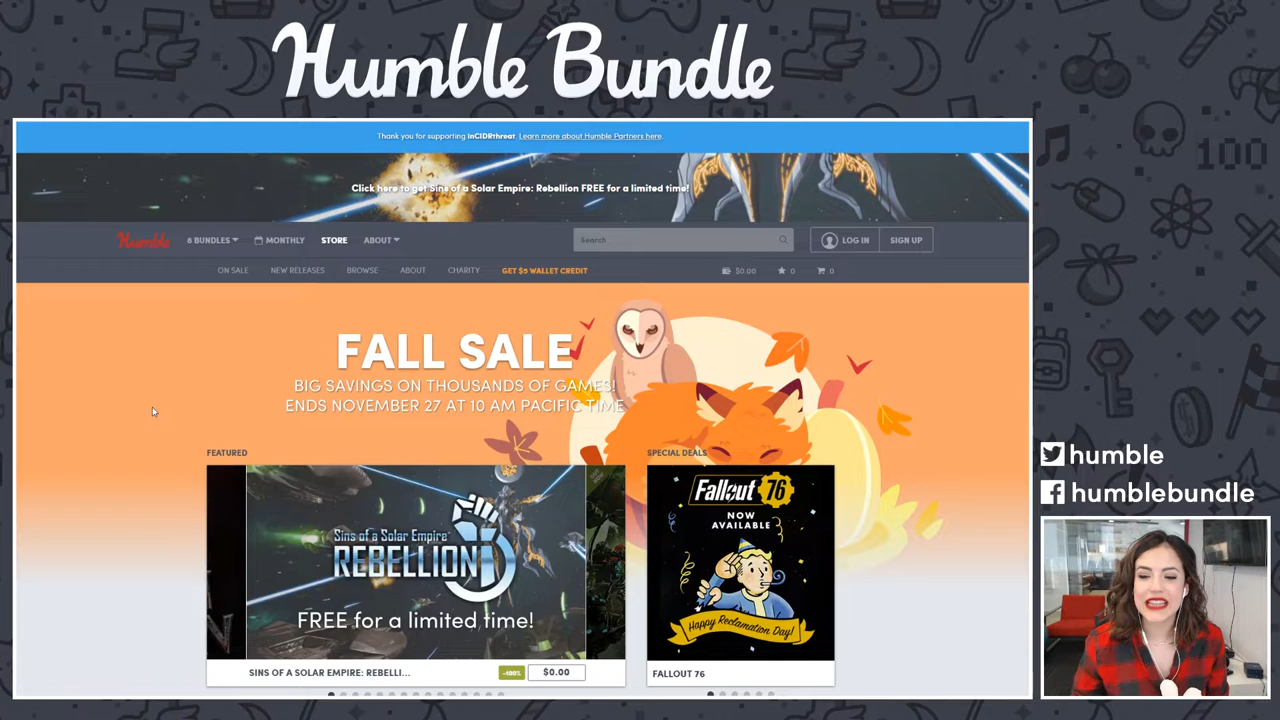 Humble Bundle
Thank you for supporting inCIDRthreat. Learn more about Humble Partners here.
Click here to get Sins of a Solar Empire: Rebellion FREE for a limited time!
Humble 8 BUNDLES MONTHLY STORE ABOUT Search LOG IN SIGN UP
ON SALE NEW RELEASES BROWSE ABOUT CHARITY GET $5 WALLET CREDIT $0.00 0 0
100
FALL SALE
BIG SAVINGS ON THOUSANDS OF GAMES!
ENDS NOVEMBER 27 AT 10 AM PACIFIC TIME
FEATURED
Sins of a Solar Empire
REBELLION
FREE for a limited time!
SINS OF A SOLAR EMPIRE: REBELLI... -100% $0.00
SPECIAL DEALS
Fallout 76
NOW
AVAILABLE
Happy Reclamation Day!
FALLOUT 76
humble
humblebundle